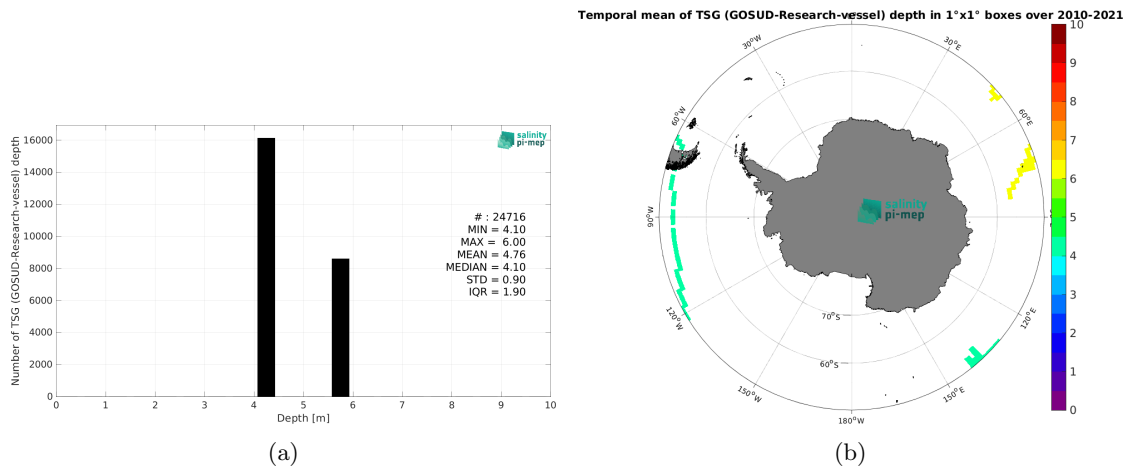 Temporal mean of TSG (GOSUD-Research-vessel) depth in 1°x1° boxes over 2010-2021
Number of TSG (GOSUD-Research-vessel) depth
16000
14000
12000
10000
8000
6000
4000
2000
0
salinity
pi-mep
# : 24716
MIN = 4.10
MAX = 6.00
MEAN = 4.76
MEDIAN = 4.10
STD = 0.90
IQR = 1.90
0 1 2 3 4 5 6 7 8 9 10
Depth [m]
(a)
30°W
30°E
60°W
60°E
90°W
salinity
pi-mep
120°W
120°E
70°S
60°S
150°W
150°E
180°W
10
9
8
7
6
5
4
3
2
1
0
(b)